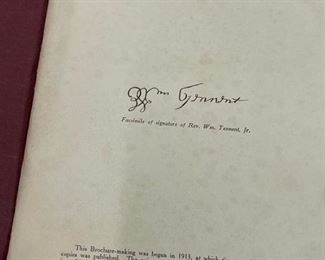 Wm Tennent
Facsimile of signature of Rev. Wm. Tennent, Jr.
This Brochure-making was begun in 1913, at which
copies was published. The